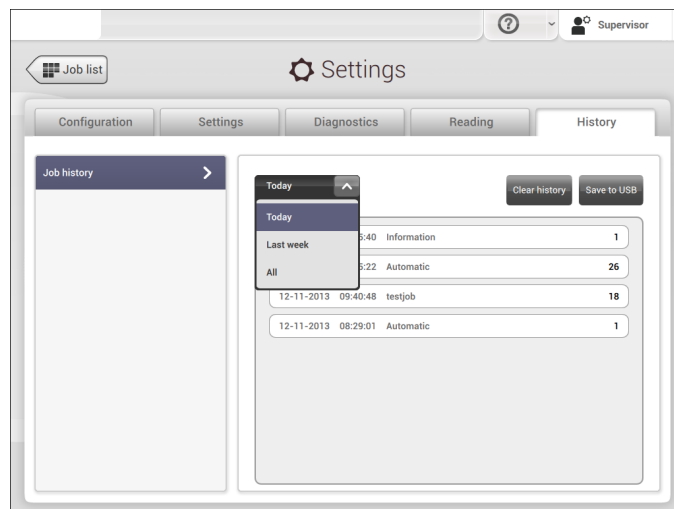 Supervisor
Job list
Settings
Configuration Settings Diagnostics Reading History
Job history
Today
Clear history Save to USB
Today
Last week
All
5:40 Information 1
5:22 Automatic 26
12-11-2013 09:40:48 testjob 18
12-11-2013 08:29:01 Automatic 1